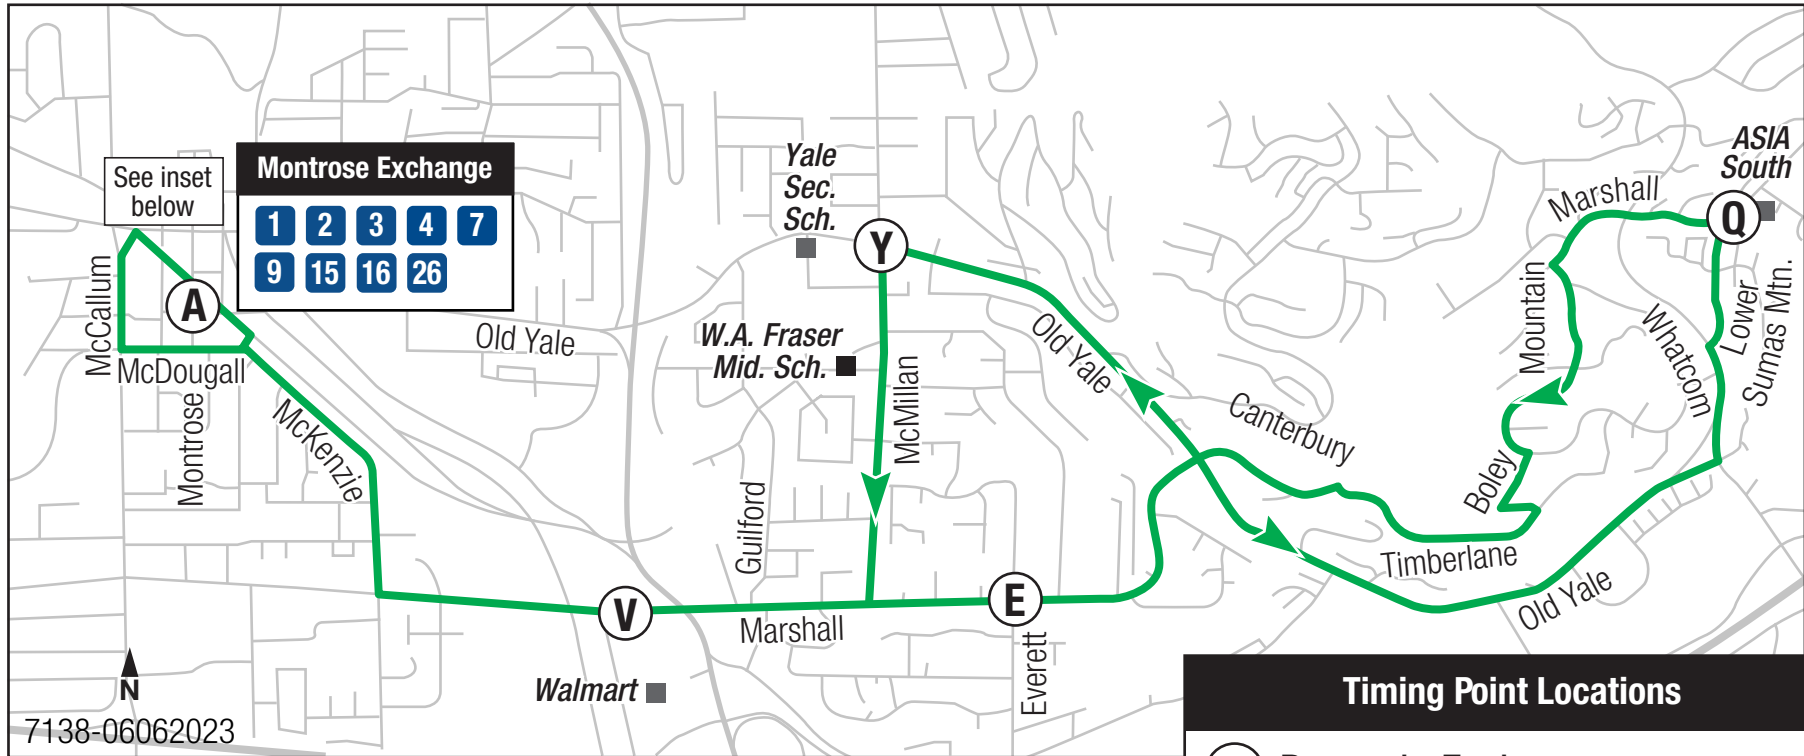 See inset
below
Montrose Exchange
1 2 3 4 7
9 15 16 26
A
McCallum
McDougall
Montrose
McKenzie
Old Yale
Yale
Sec.
Sch.
Y
W.A. Fraser
Mid. Sch.
McMillan
Guilford
Old Yale
Canterbury
Marshall
ASIA
South
Q
Mountain
Whatcom
Lower
Sumas Mtn.
Boley
Timberlane
Old Yale
V
Marshall
E
Everett
Walmart
N
7138-06062023
Timing Point Locations